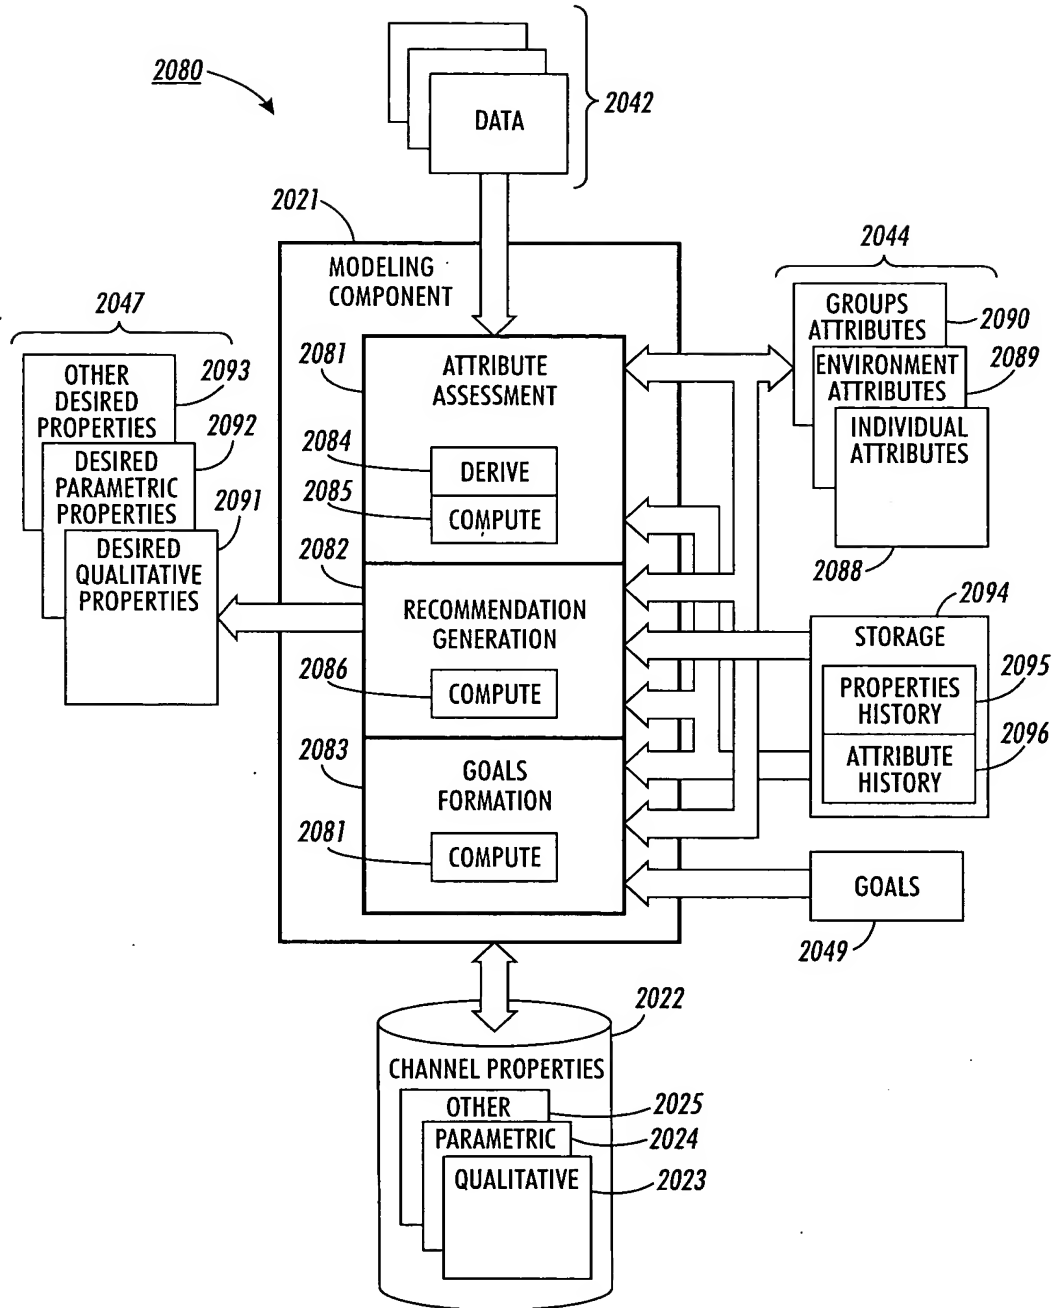 2080
DATA
2042
2021
MODELING
COMPONENT
2044
GROUPS
ATTRIBUTES
2090
ENVIRONMENT
ATTRIBUTES
2089
INDIVIDUAL
ATTRIBUTES
2088
2047
OTHER
DESIRED
PROPERTIES
2093
DESIRED
PARAMETRIC
PROPERTIES
2092
DESIRED
QUALITATIVE
PROPERTIES
2091
2081
ATTRIBUTE
ASSESSMENT
2084
DERIVE
2085
COMPUTE
2082
RECOMMENDATION
GENERATION
2086
COMPUTE
2083
GOALS
FORMATION
2081
COMPUTE
2094
STORAGE
2095
PROPERTIES
HISTORY
2096
ATTRIBUTE
HISTORY
GOALS
2049
2022
CHANNEL PROPERTIES
OTHER
2025
PARAMETRIC
2024
QUALITATIVE
2023